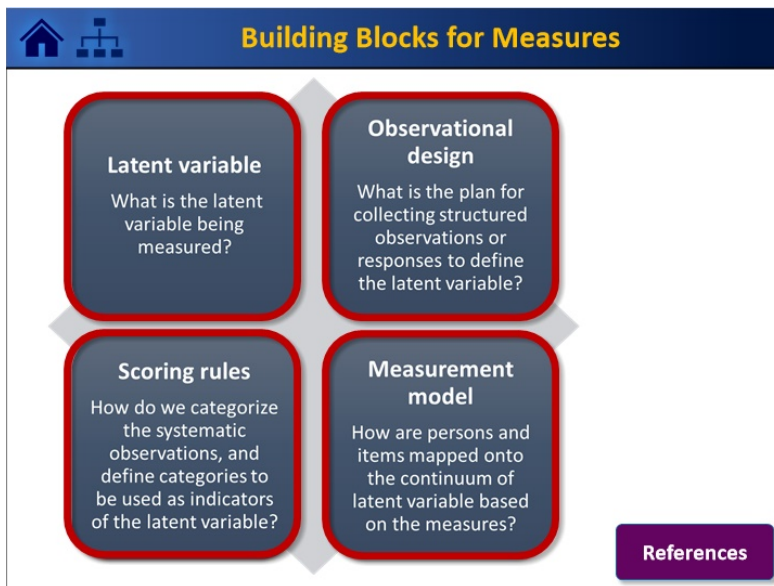 Building Blocks for Measures
Latent variable
What is the latent
variable being
measured?
Observational
design
What is the plan for
collecting structured
observations or
responses to define
the latent variable?
Scoring rules
How do we categorize
the systematic
observations, and
define categories to
be used as indicators
of the latent variable?
Measurement
model
How are persons and
items mapped onto
the continuum of
latent variable based
on the measures?
References